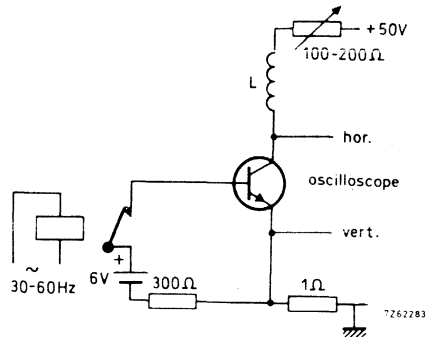 +50V
100-200Ω
L
hor.
oscilloscope
vert.
+
6V
300Ω
1Ω
~
30-60Hz
7Z62283